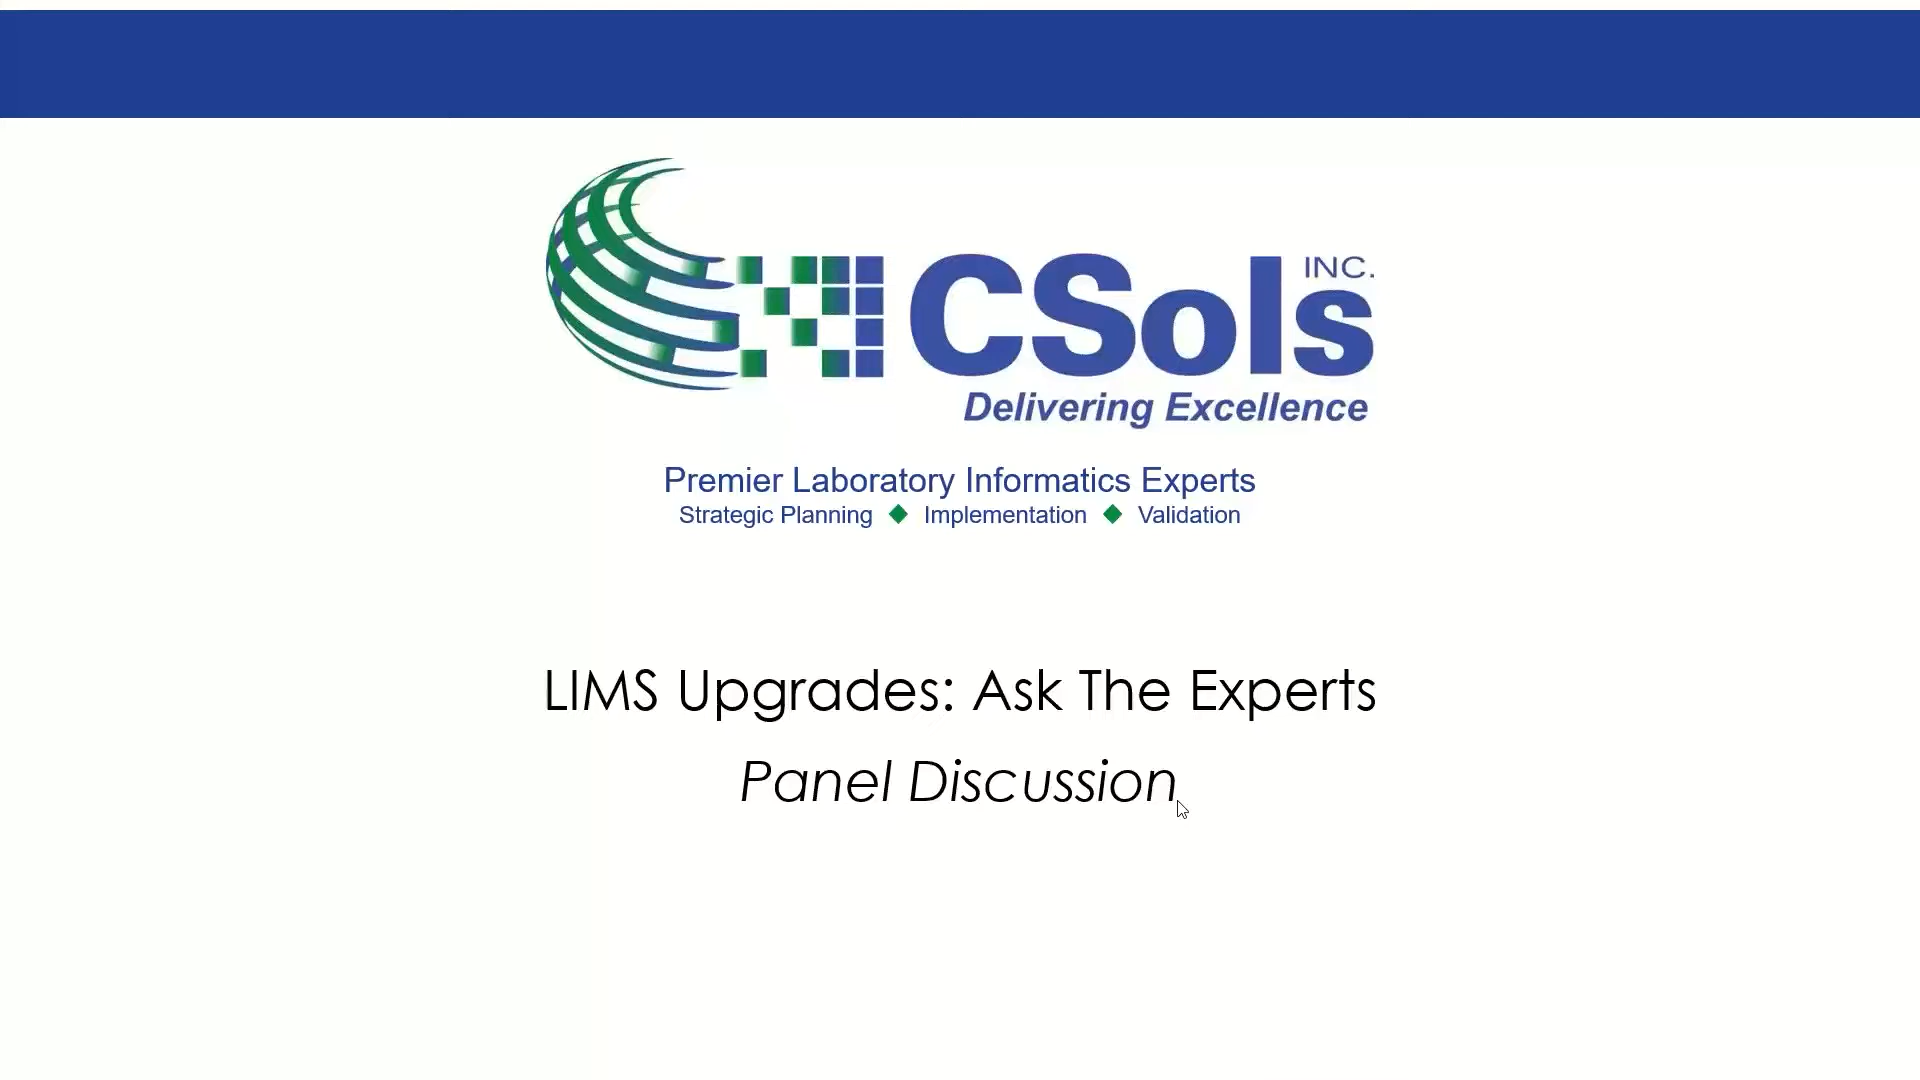 CSols INC.
Delivering Excellence
Premier Laboratory Informatics Experts
Strategic Planning ◆ Implementation ◆ Validation
LIMS Upgrades: Ask The Experts
Panel Discussion